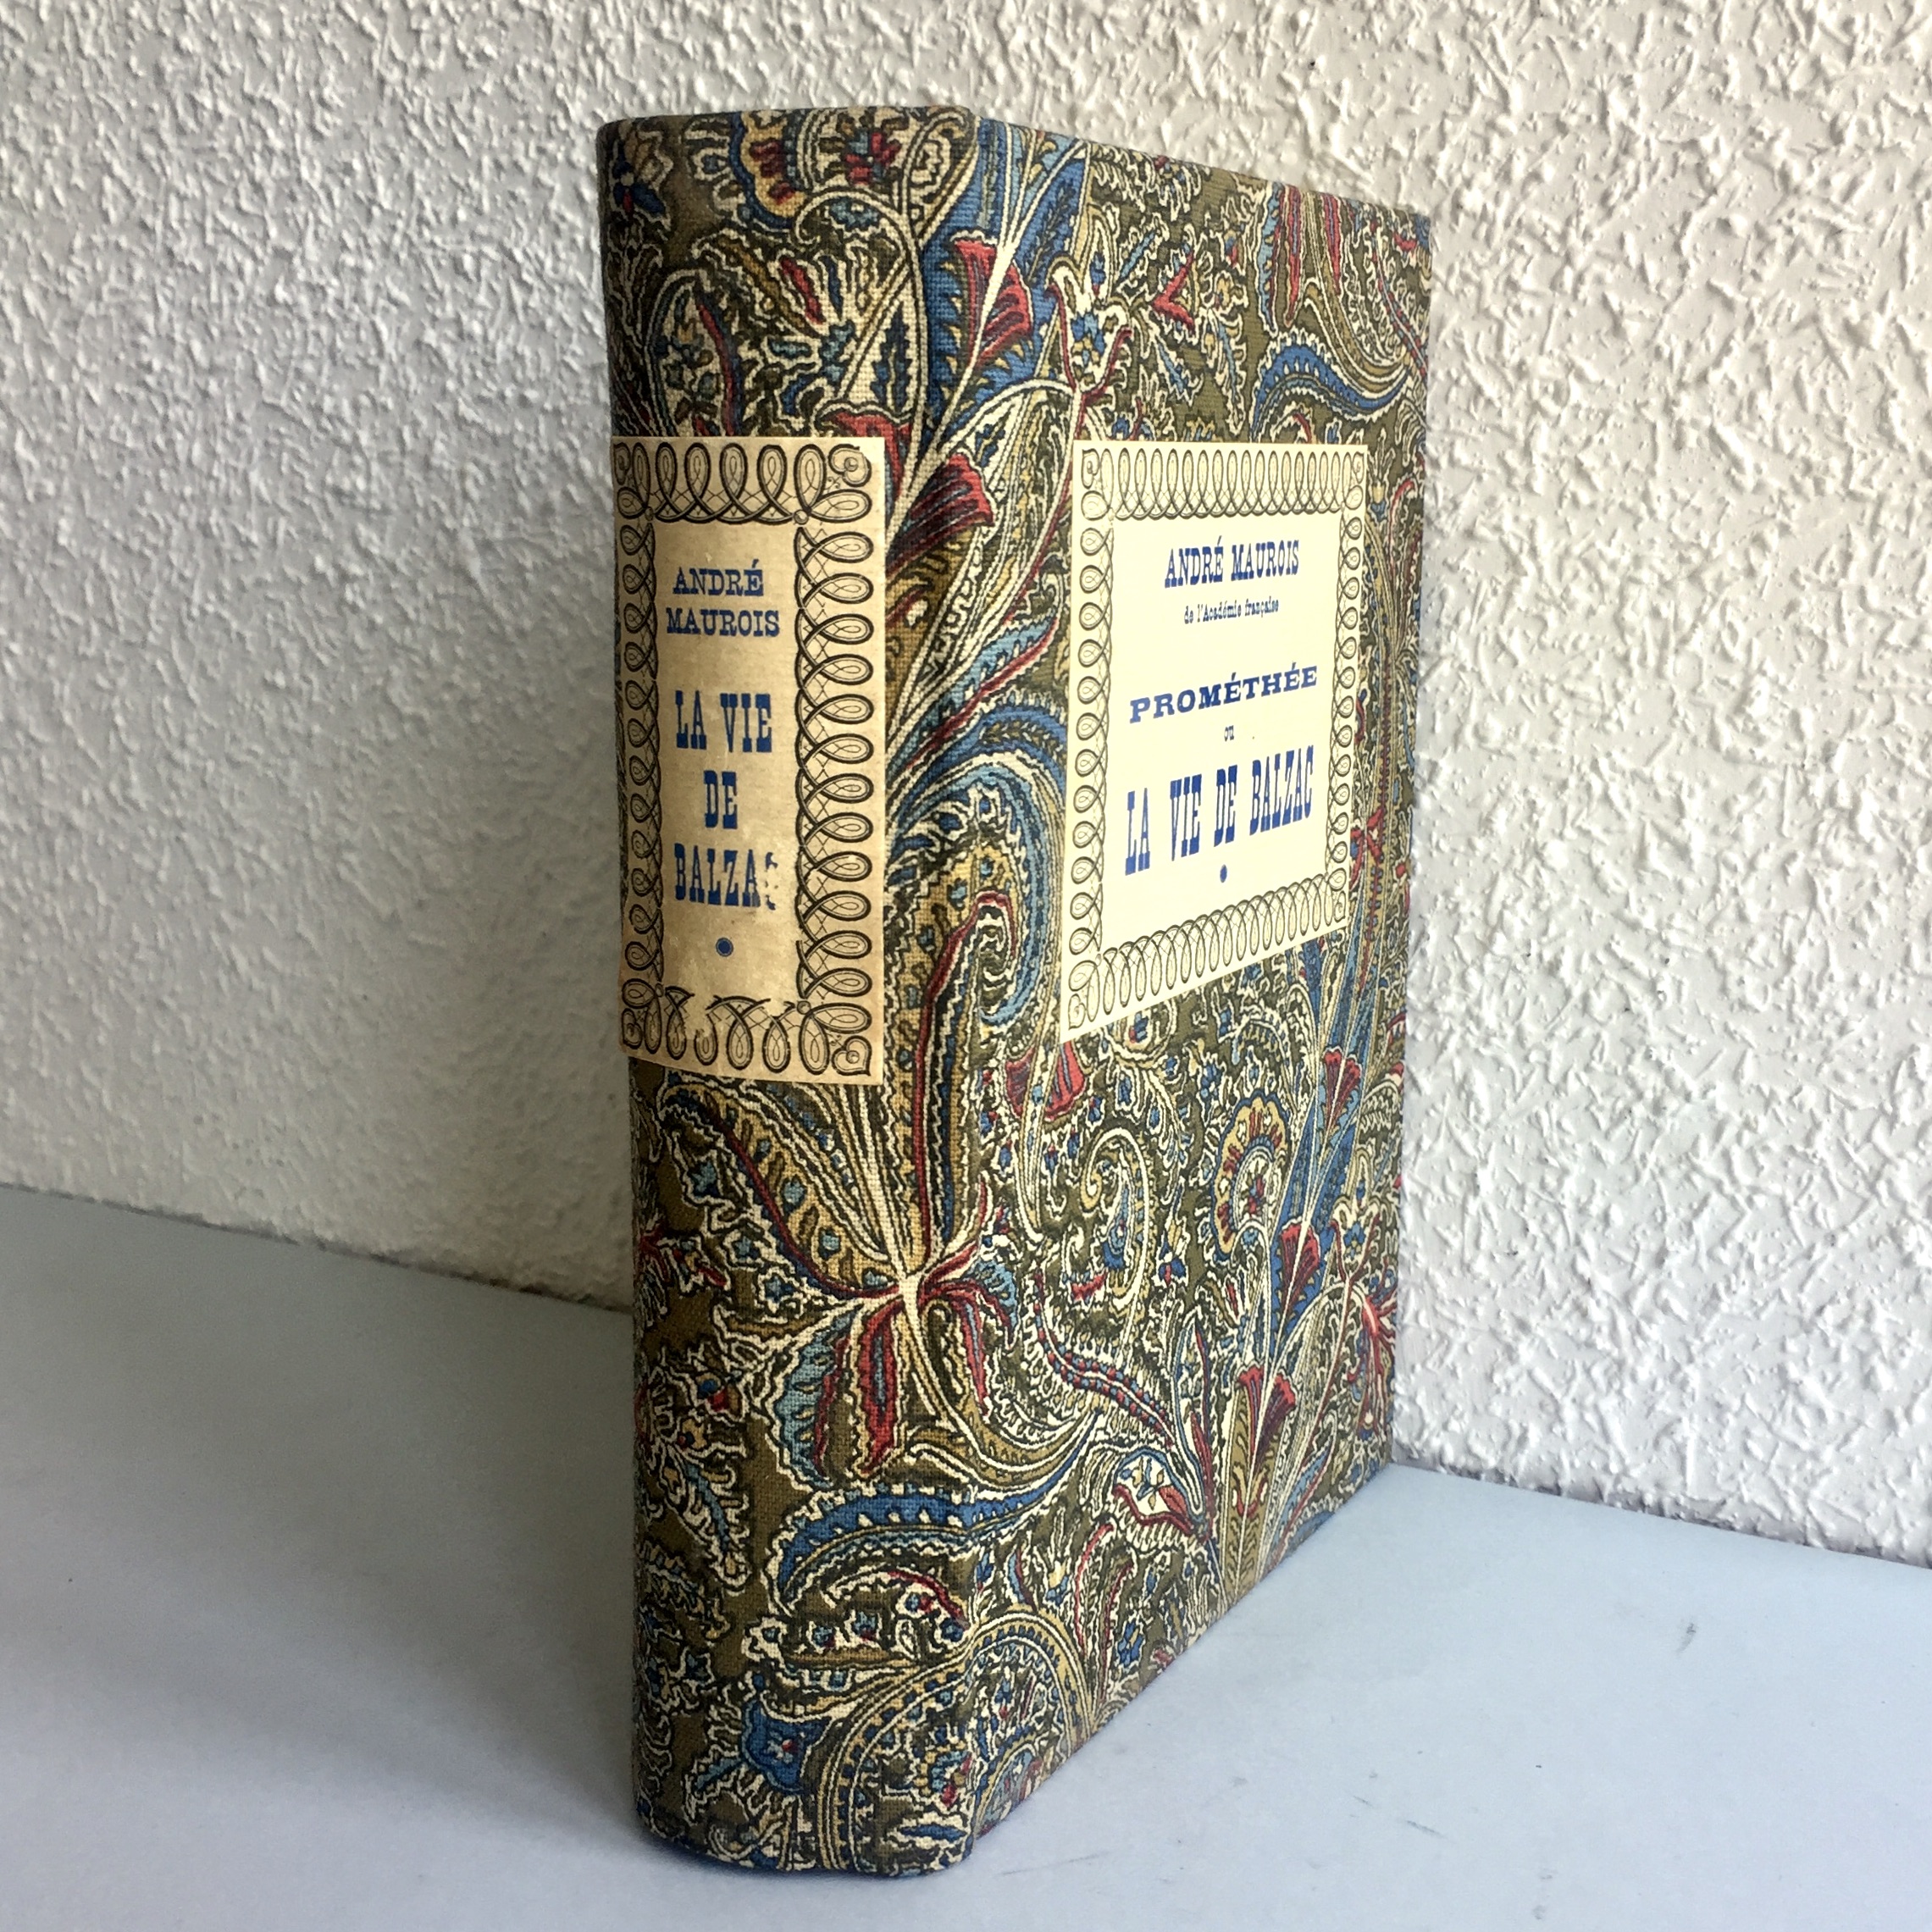 ANDRÉ
MAUROIS
LA VIE
DE
BALZAC
ANDRÉ MAUROIS
de l'Académie française
PROMÉTHÉE
ou
LA VIE DE BALZAC